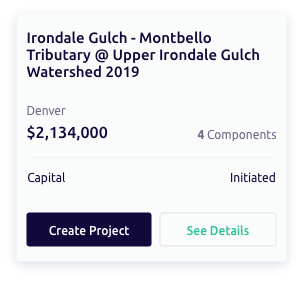 Irondale Gulch - Montbello
Tributary @ Upper Irondale Gulch
Watershed 2019
Denver
$2,134,000
4 Components
Capital
Initiated
Create Project
See Details